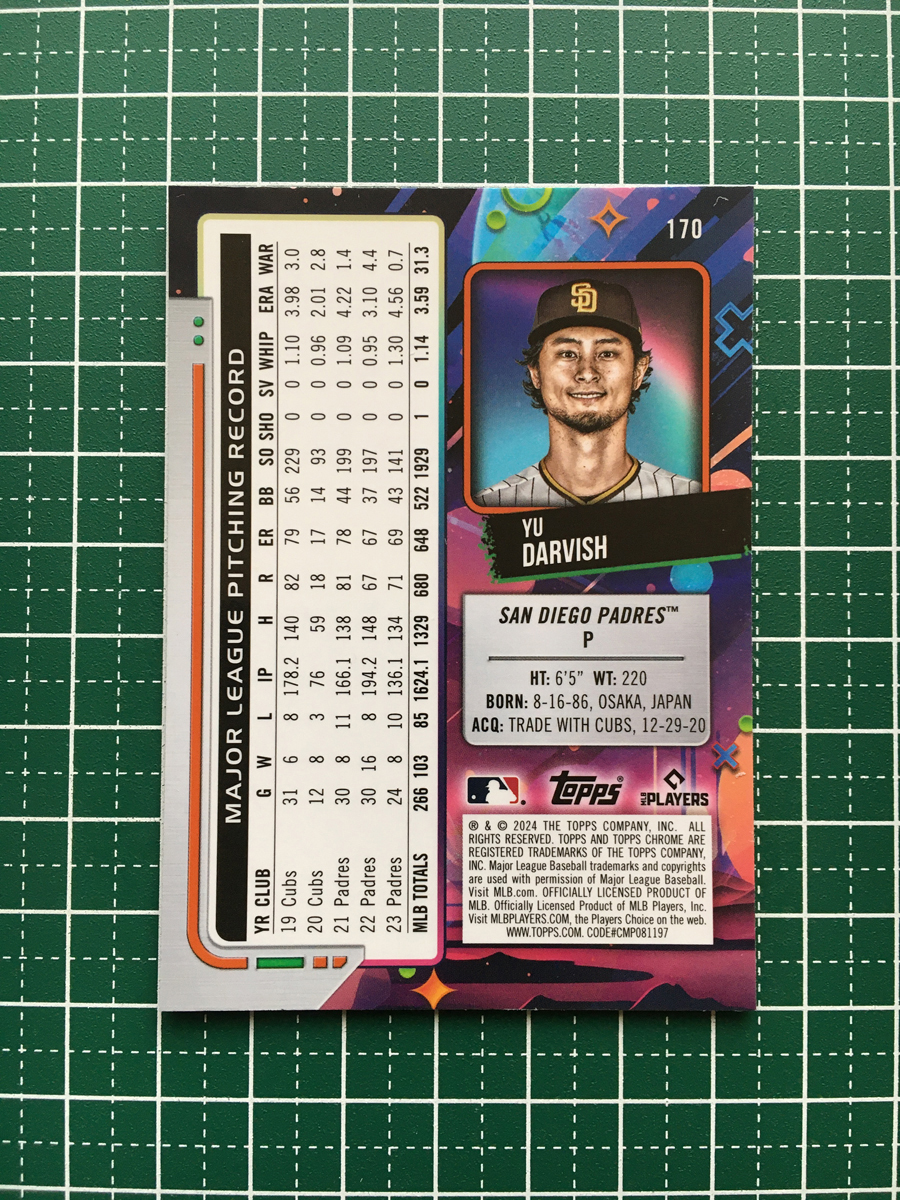 MAJOR LEAGUE PITCHING RECORD
YR CLUB G W L IP H R ER BB SO SHO SV WHIP ERA WAR
19 Cubs 31 6 8 178.2 140 82 79 56 229 0 0 1.10 3.98 3.0
20 Cubs 12 8 3 76 59 18 17 14 93 0 0 0.96 2.01 2.8
21 Padres 30 8 11 166.1 138 81 78 44 199 0 0 1.09 4.22 1.4
22 Padres 30 16 8 194.2 148 67 67 37 197 0 0 0.95 3.10 4.4
23 Padres 24 8 10 136.1 134 71 69 43 141 0 0 1.30 4.56 0.7
MLB TOTALS 266 103 85 1624.1 1329 680 648 522 1929 1 0 1.14 3.59 31.3
170
SD
YU
DARVISH
SAN DIEGO PADRES™
P
HT: 6'5" WT: 220
BORN: 8-16-86, OSAKA, JAPAN
ACQ: TRADE WITH CUBS, 12-29-20
topps® MLB PLAYERS
® & © 2024 THE TOPPS COMPANY, INC. ALL
RIGHTS RESERVED. TOPPS AND TOPPS CHROME ARE
REGISTERED TRADEMARKS OF THE TOPPS COMPANY,
INC. Major League Baseball trademarks and copyrights
are used with permission of Major League Baseball.
Visit MLB.com. OFFICIALLY LICENSED PRODUCT OF
MLB. Officially Licensed Product of MLB Players, Inc.
Visit MLBPLAYERS.COM, the Players Choice on the web.
WWW.TOPPS.COM. CODE#CMP081197